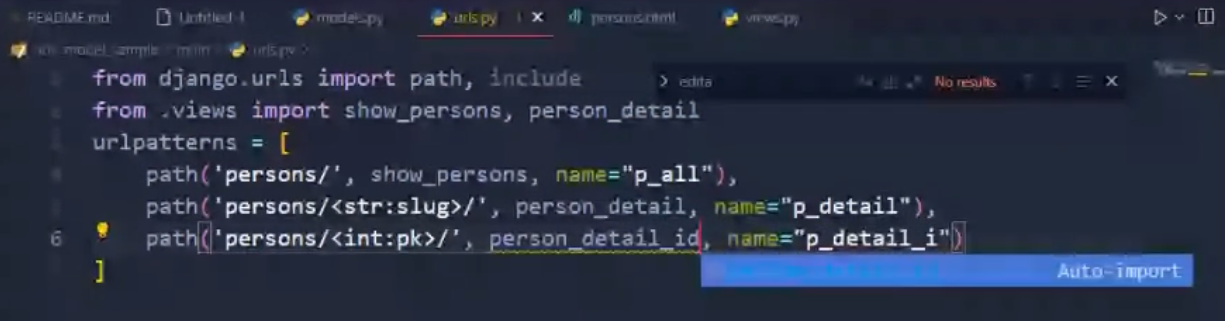 README.md Untitled-1 models.py urls.py 1 persons.html views.py
main urls.py
from django.urls import path, include
edita No results
from .views import show_persons, person_detail
urlpatterns = [
path('persons/', show_persons, name="p_all"),
path('persons/<str:slug>/', person_detail, name="p_detail"),
6 path('persons/<int:pk>/', person_detail_id, name="p_detail_i")
Auto-import
]